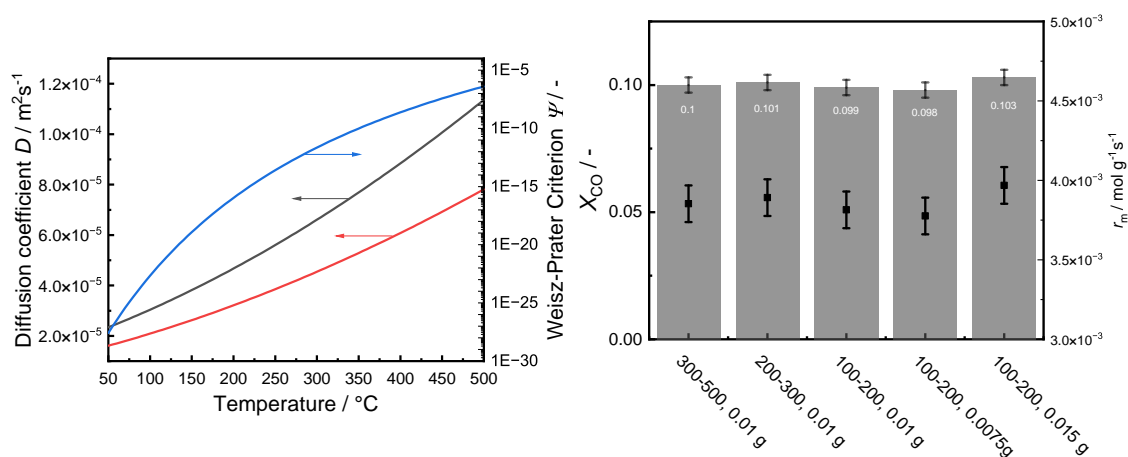 Diffusion coefficient D / m²s⁻¹
1.2×10⁻⁴
1.0×10⁻⁴
8.0×10⁻⁵
6.0×10⁻⁵
4.0×10⁻⁵
2.0×10⁻⁵
50 100 150 200 250 300 350 400 450 500
Temperature / °C
1E−5
1E−10
1E−15
1E−20
1E−25
1E−30
Weisz-Prater Criterion Ψ / -
X_CO / -
0.10
0.05
0.00
0.1
0.101
0.099
0.098
0.103
300-500, 0.01 g
200-300, 0.01 g
100-200, 0.01 g
100-200, 0.0075g
100-200, 0.015 g
5.0×10⁻³
4.5×10⁻³
4.0×10⁻³
3.5×10⁻³
3.0×10⁻³
r_m / mol g⁻¹s⁻¹